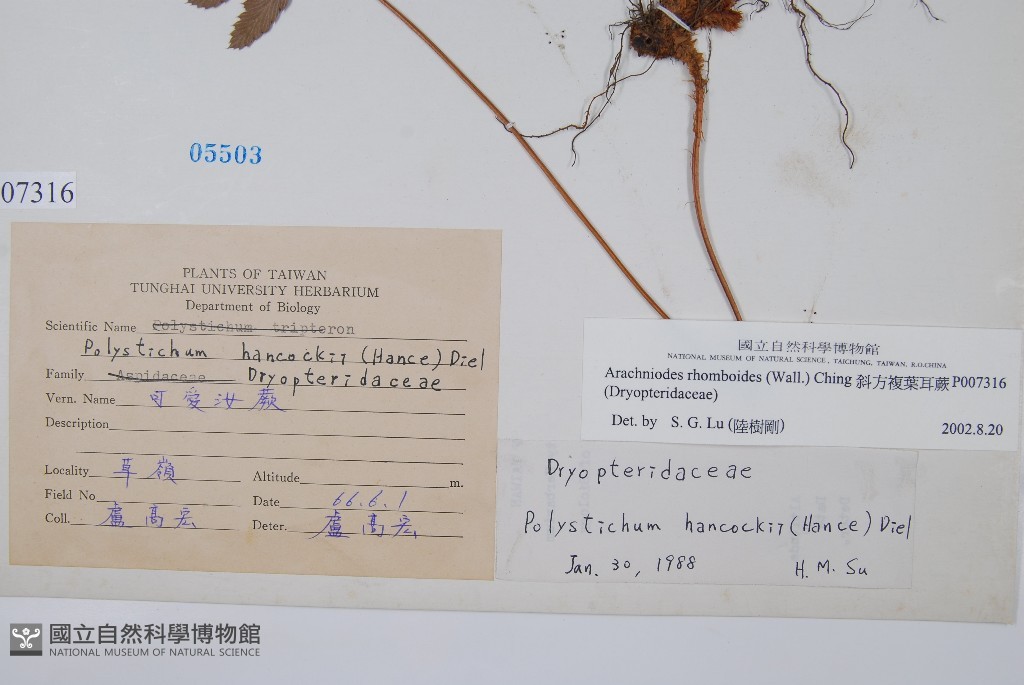 05503
07316
PLANTS OF TAIWAN
TUNGHAI UNIVERSITY HERBARIUM
Department of Biology
Scientific Name Polystichum tripteron
Polystichum hancockii (Hance) Diel
Family Aspidaceae Dryopteridaceae
Vern. Name 可愛汝蕨
Description
Locality 草嶺 Altitude m.
Field No Date 66.6.1
Coll. 盧高宏 Deter. 盧高宏
國立自然科學博物館
NATIONAL MUSEUM OF NATURAL SCIENCE, TAICHUNG, TAIWAN, R.O.CHINA
Arachniodes rhomboides (Wall.) Ching 斜方複葉耳蕨 P007316
(Dryopteridaceae)
Det. by S. G. Lu (陸樹剛) 2002.8.20
Dryopteridaceae
Polystichum hancockii (Hance) Diel
Jan. 30, 1988 H. M. Su
國立自然科學博物館
NATIONAL MUSEUM OF NATURAL SCIENCE